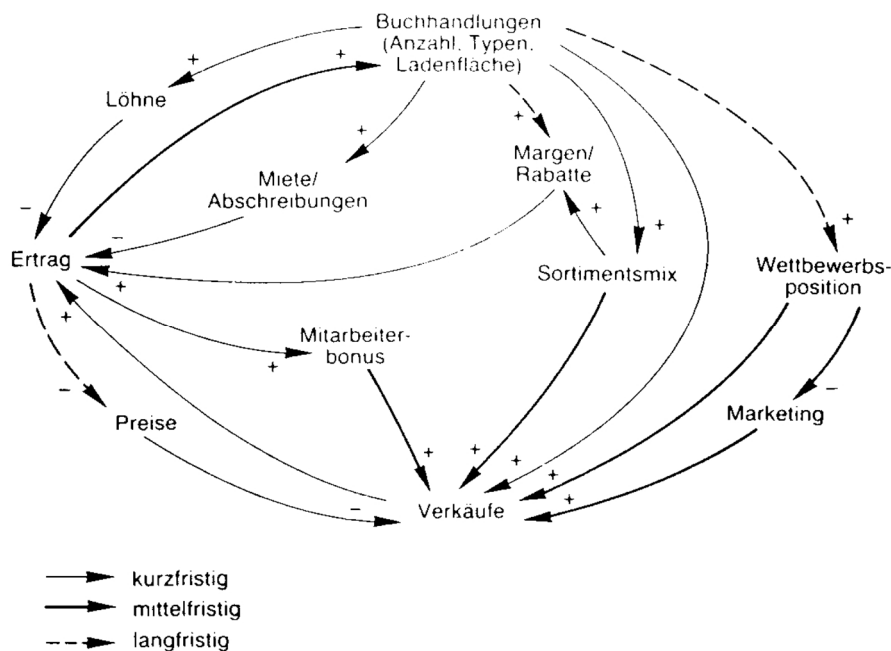 Buchhandlungen
(Anzahl, Typen,
Ladenfläche)
+
+
Löhne
+
+
Margen/
Rabatte
Miete/
Abschreibungen
−
−
+
+
+
Ertrag
+
Sortimentsmix
Wettbewerbs-
position
+
Mitarbeiter-
bonus
+
−
−
Preise
Marketing
+
+
+
+
+
−
Verkäufe
kurzfristig
mittelfristig
langfristig